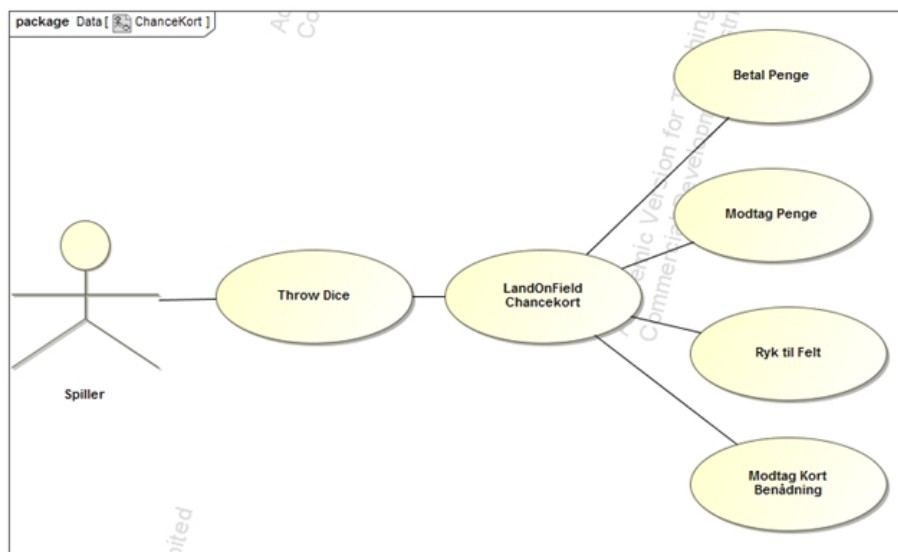 package Data [ ChanceKort ]
Betal Penge
Modtag Penge
Throw Dice
LandOnField
Chancekort
Ryk til Felt
Spiller
Modtag Kort
Benådning